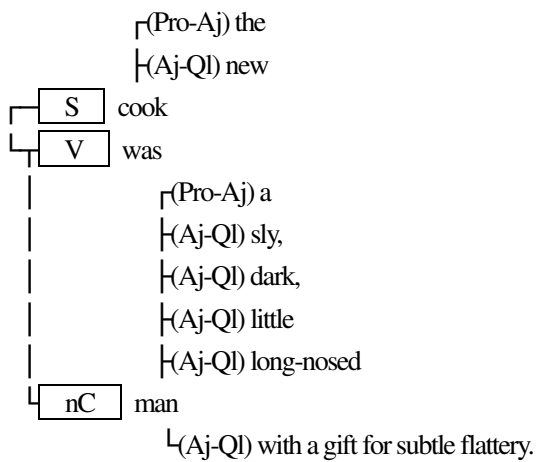 (Pro-Aj) the
(Aj-Ql) new
S cook
V was
(Pro-Aj) a
(Aj-Ql) sly,
(Aj-Ql) dark,
(Aj-Ql) little
(Aj-Ql) long-nosed
nC man
(Aj-Ql) with a gift for subtle flattery.